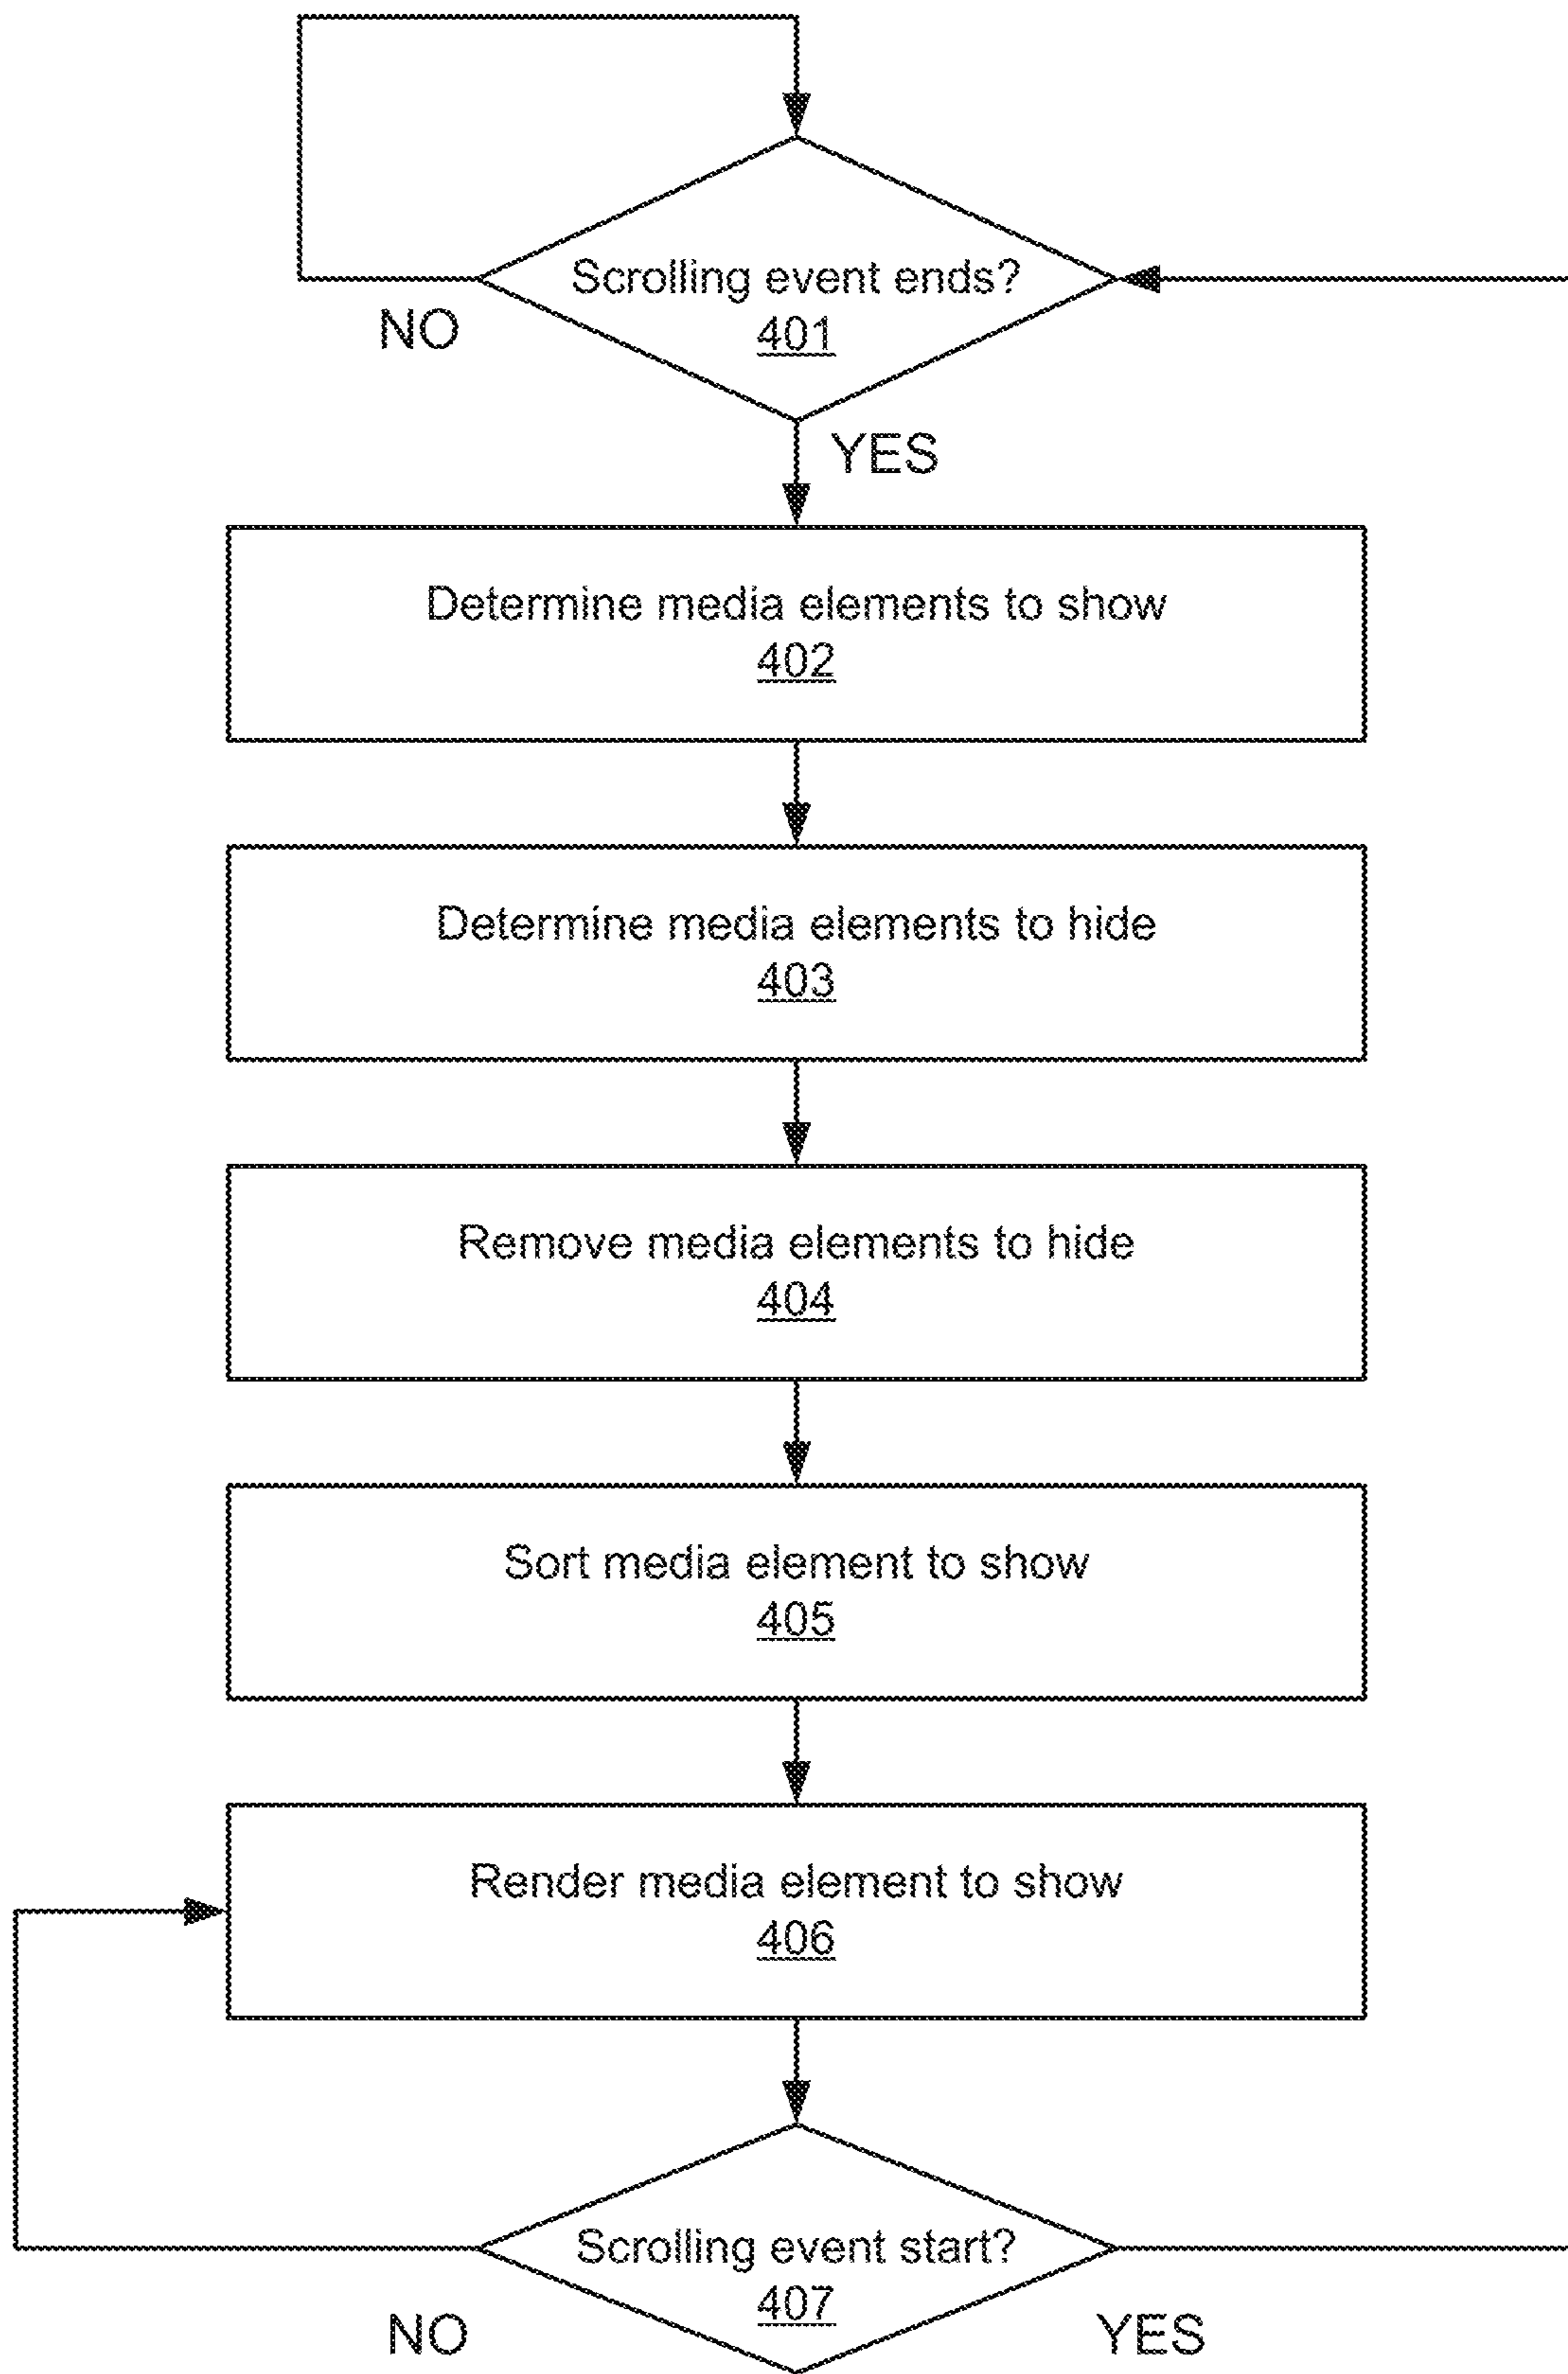 Scrolling event ends?
401
NO
YES
Determine media elements to show
402
Determine media elements to hide
403
Remove media elements to hide
404
Sort media element to show
405
Render media element to show
406
Scrolling event start?
407
NO
YES